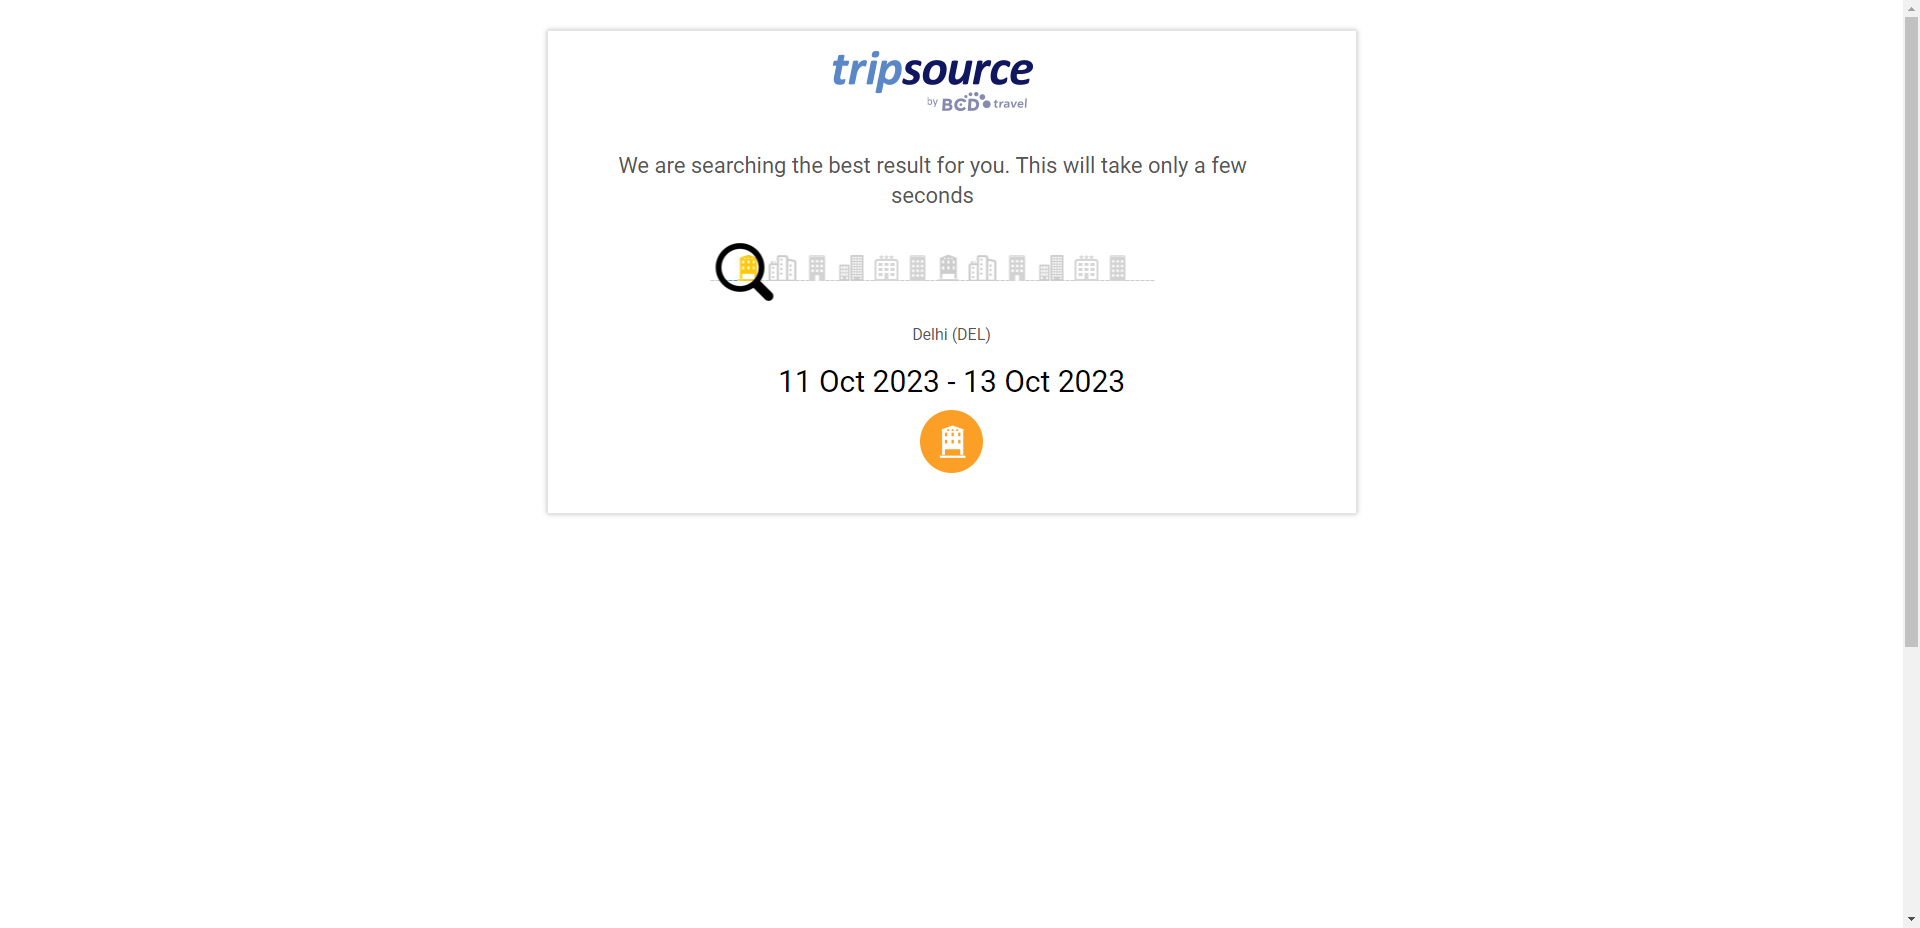 tripsource
by BCD travel
We are searching the best result for you. This will take only a few
seconds
Delhi (DEL)
11 Oct 2023 - 13 Oct 2023